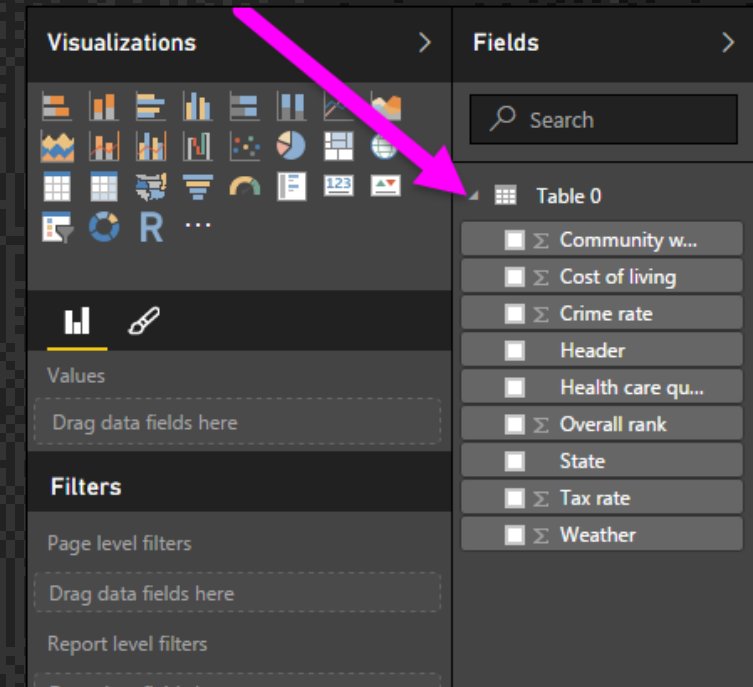 Visualizations
123
R
Values
Drag data fields here
Filters
Page level filters
Drag data fields here
Report level filters
Fields
Search
Table 0
Σ Community w...
Σ Cost of living
Σ Crime rate
Header
Health care qu...
Σ Overall rank
State
Σ Tax rate
Σ Weather